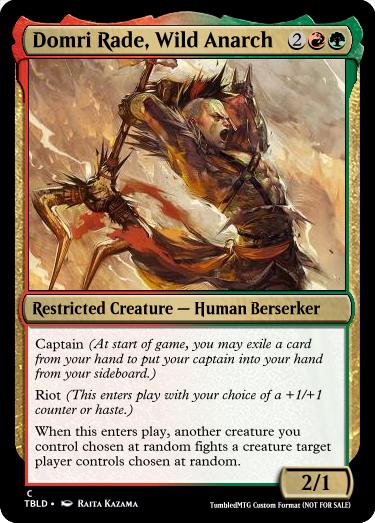 Domri Rade, Wild Anarch 2
Restricted Creature — Human Berserker
Captain (At start of game, you may exile a card
from your hand to put your captain into your hand
from your sideboard.)
Riot (This enters play with your choice of a +1/+1
counter or haste.)
When this enters play, another creature you
control chosen at random fights a creature target
player controls chosen at random.
2/1
C
TBLD • Raita Kazama
TumbledMTG Custom Format (NOT FOR SALE)